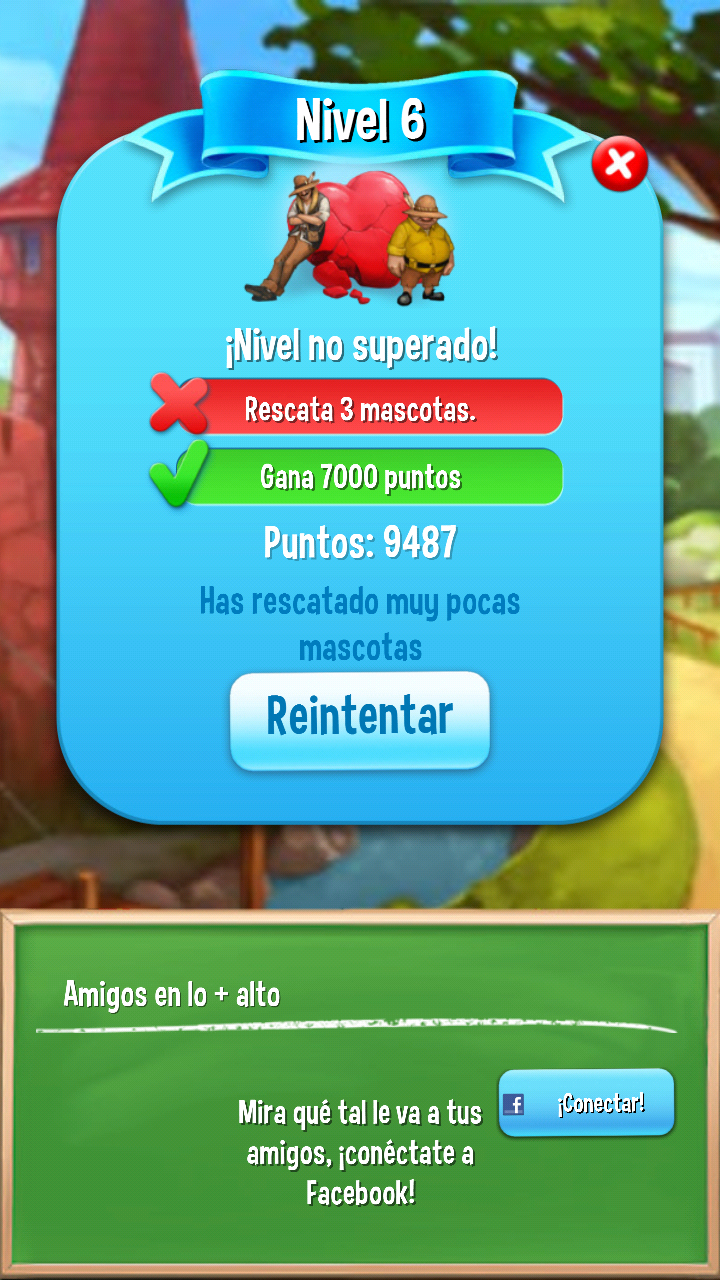 Nivel 6
¡Nivel no superado!
Rescata 3 mascotas.
Gana 7000 puntos
Puntos: 9487
Has rescatado muy pocas
mascotas
Reintentar
Amigos en lo + alto
Mira qué tal le va a tus
amigos, ¡conéctate a
Facebook!
f ¡Conectar!